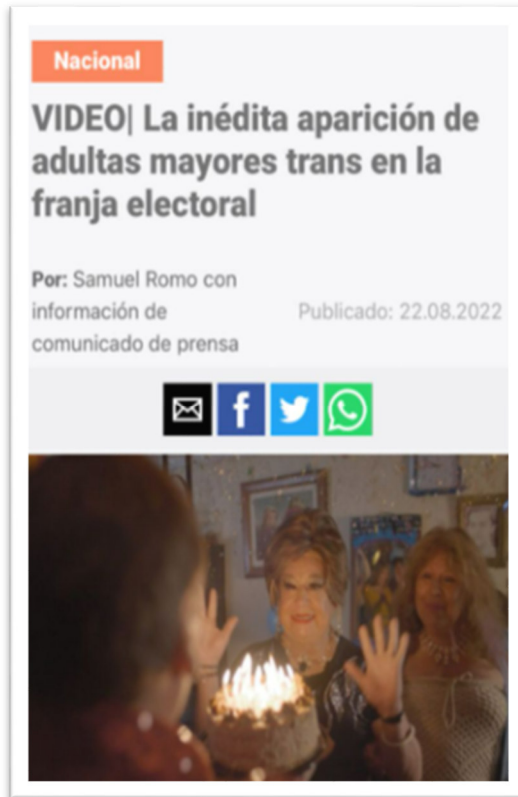 Nacional
VIDEO| La inédita aparición de
adultas mayores trans en la
franja electoral
Por: Samuel Romo con
información de
comunicado de prensa
Publicado: 22.08.2022